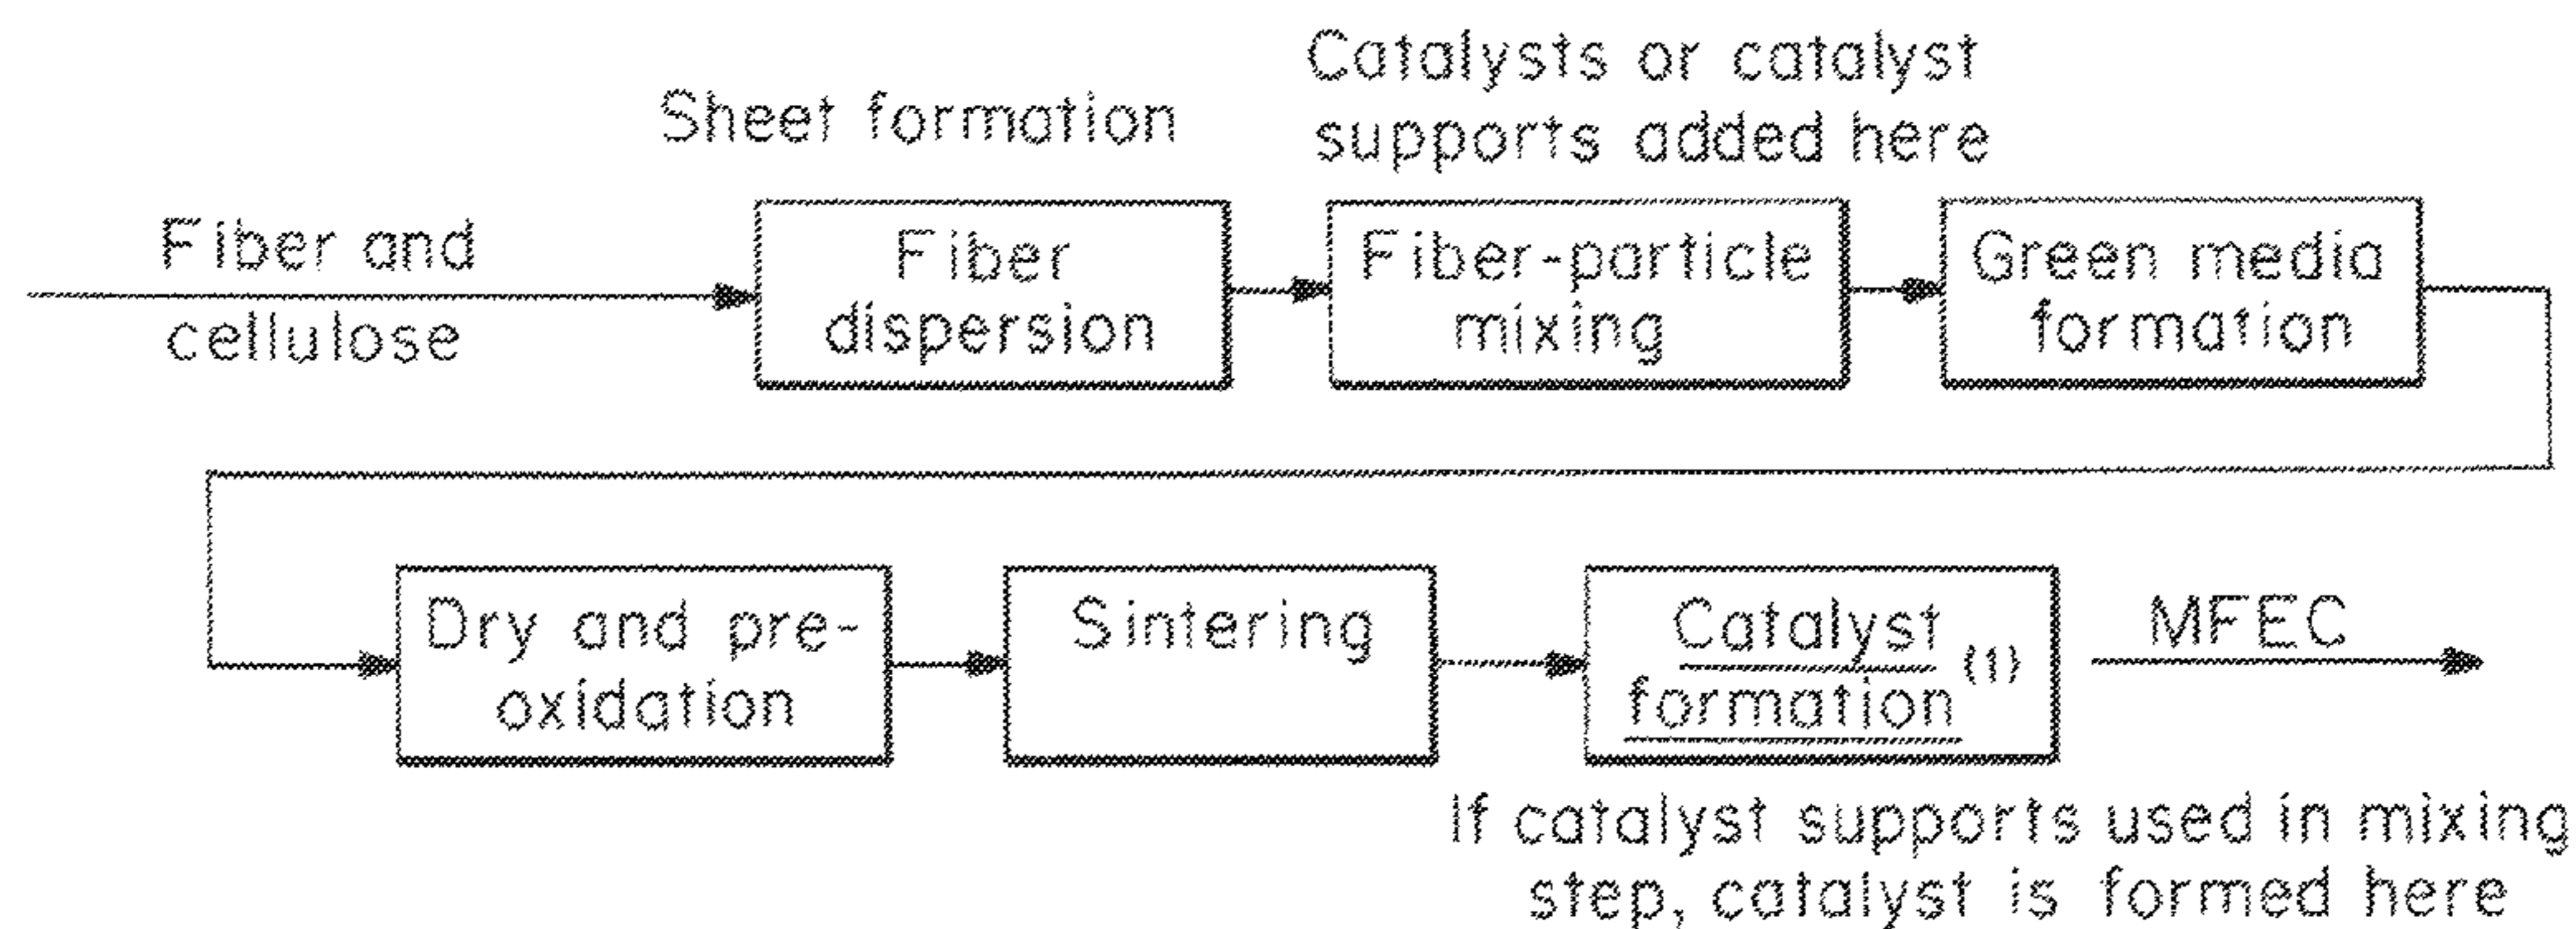 Sheet formation
Catalysts or catalyst
supports added here
Fiber and
cellulose
Fiber
dispersion
Fiber-particle
mixing
Green media
formation
Dry and pre-
oxidation
Sintering
Catalyst
formation (1)
MFEC
If catalyst supports used in mixing
step, catalyst is formed here